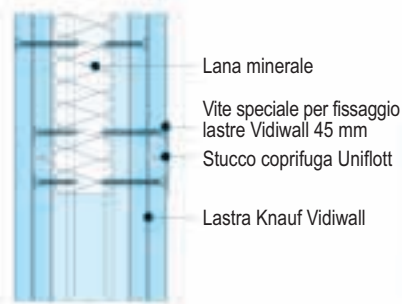 Lana minerale
Vite speciale per fissaggio
lastre Vidiwall 45 mm
Stucco coprifuga Uniflott
Lastra Knauf Vidiwall